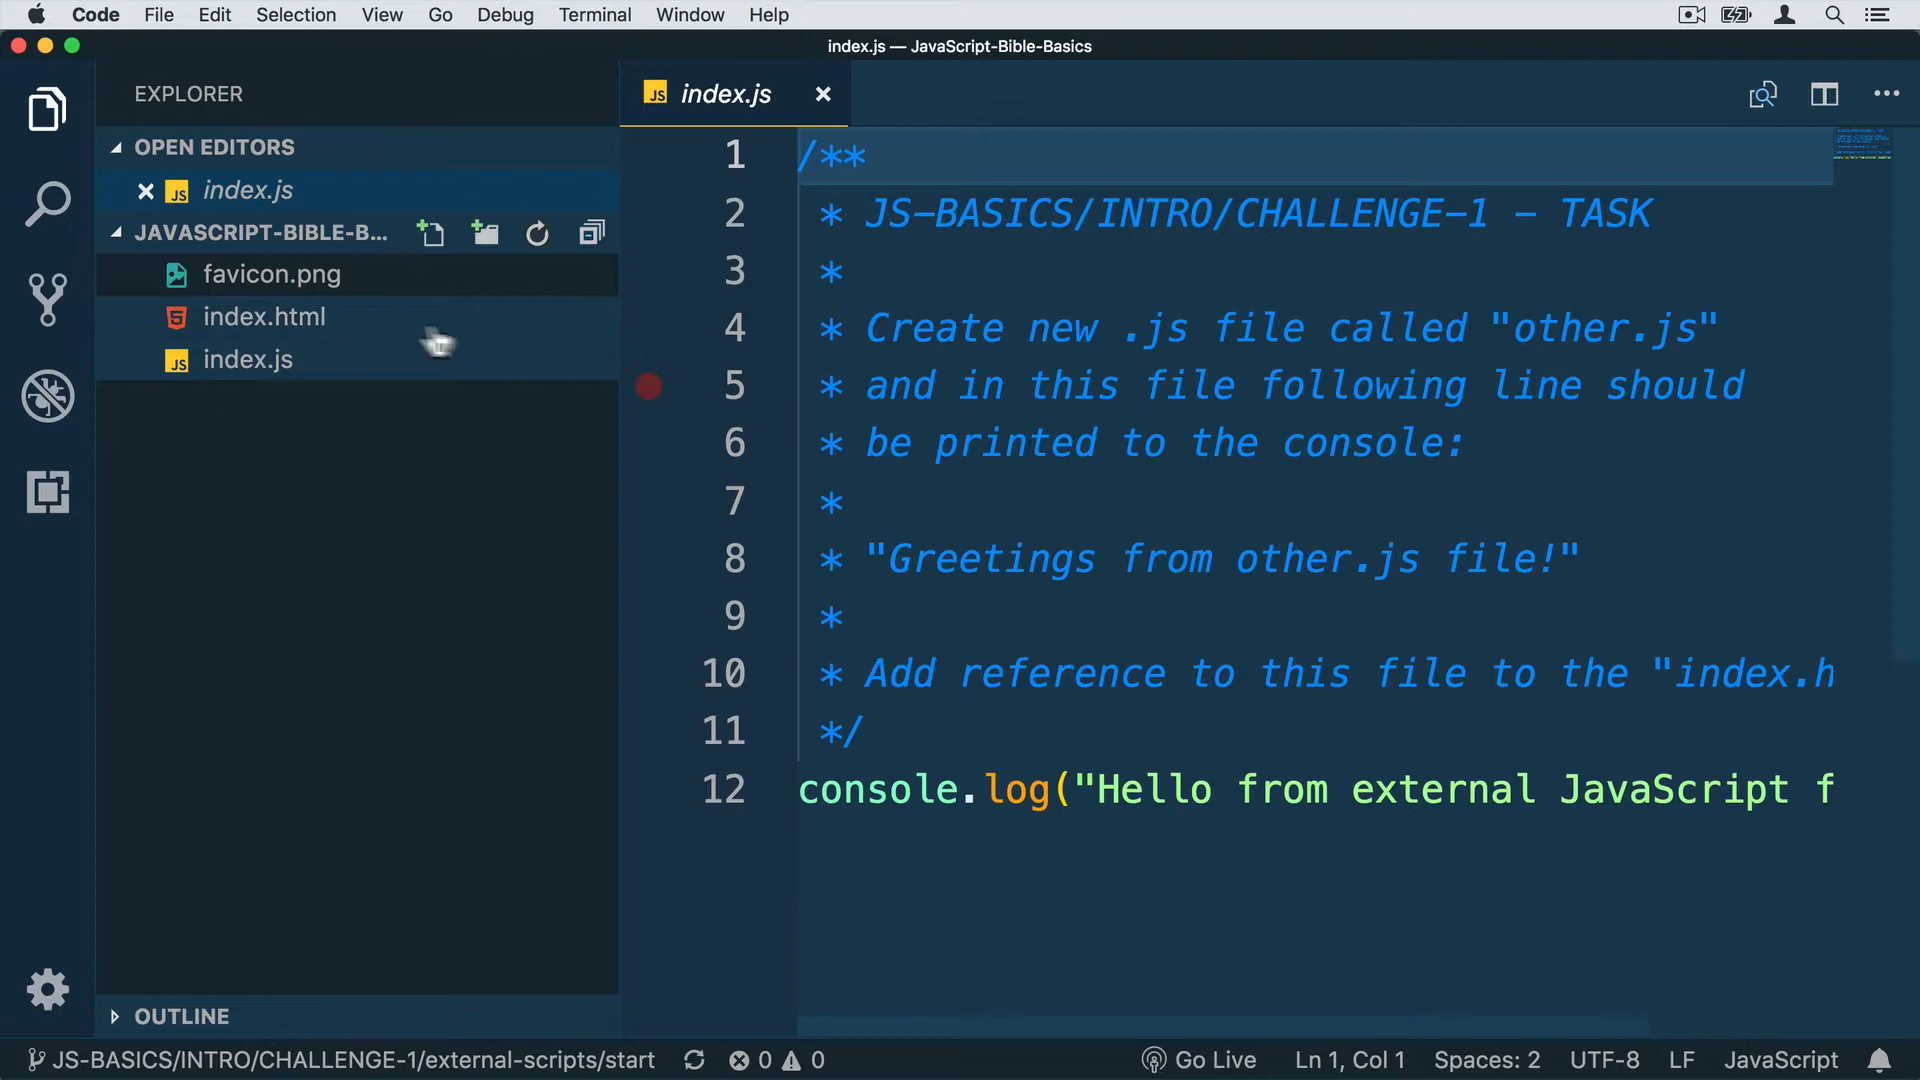 Code File Edit Selection View Go Debug Terminal Window Help
index.js — JavaScript-Bible-Basics
EXPLORER
JS index.js
OPEN EDITORS
JS index.js
JAVASCRIPT-BIBLE-B...
favicon.png
index.html
JS index.js
OUTLINE
1 /**
2 * JS-BASICS/INTRO/CHALLENGE-1 - TASK
3 *
4 * Create new .js file called "other.js"
5 * and in this file following line should
6 * be printed to the console:
7 *
8 * "Greetings from other.js file!"
9 *
10 * Add reference to this file to the "index.h
11 */
12 console.log("Hello from external JavaScript f
JS-BASICS/INTRO/CHALLENGE-1/external-scripts/start 0 0 Go Live Ln 1, Col 1 Spaces: 2 UTF-8 LF JavaScript